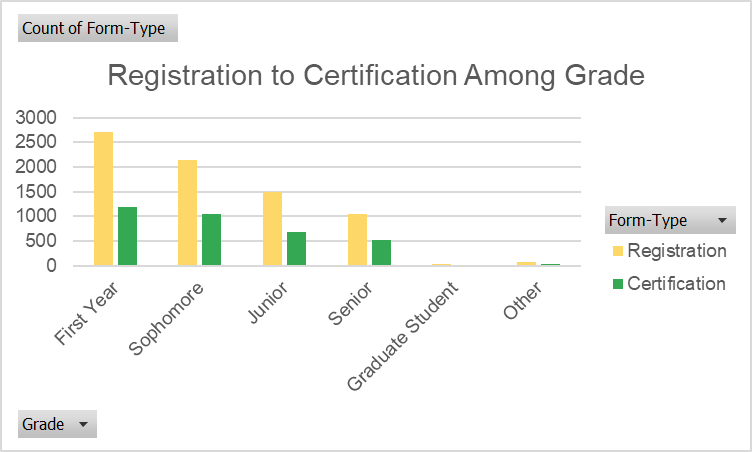 Count of Form-Type
Registration to Certification Among Grade
3000
2500
2000
1500
1000
500
0
First Year
Sophomore
Junior
Senior
Graduate Student
Other
Form-Type
Registration
Certification
Grade